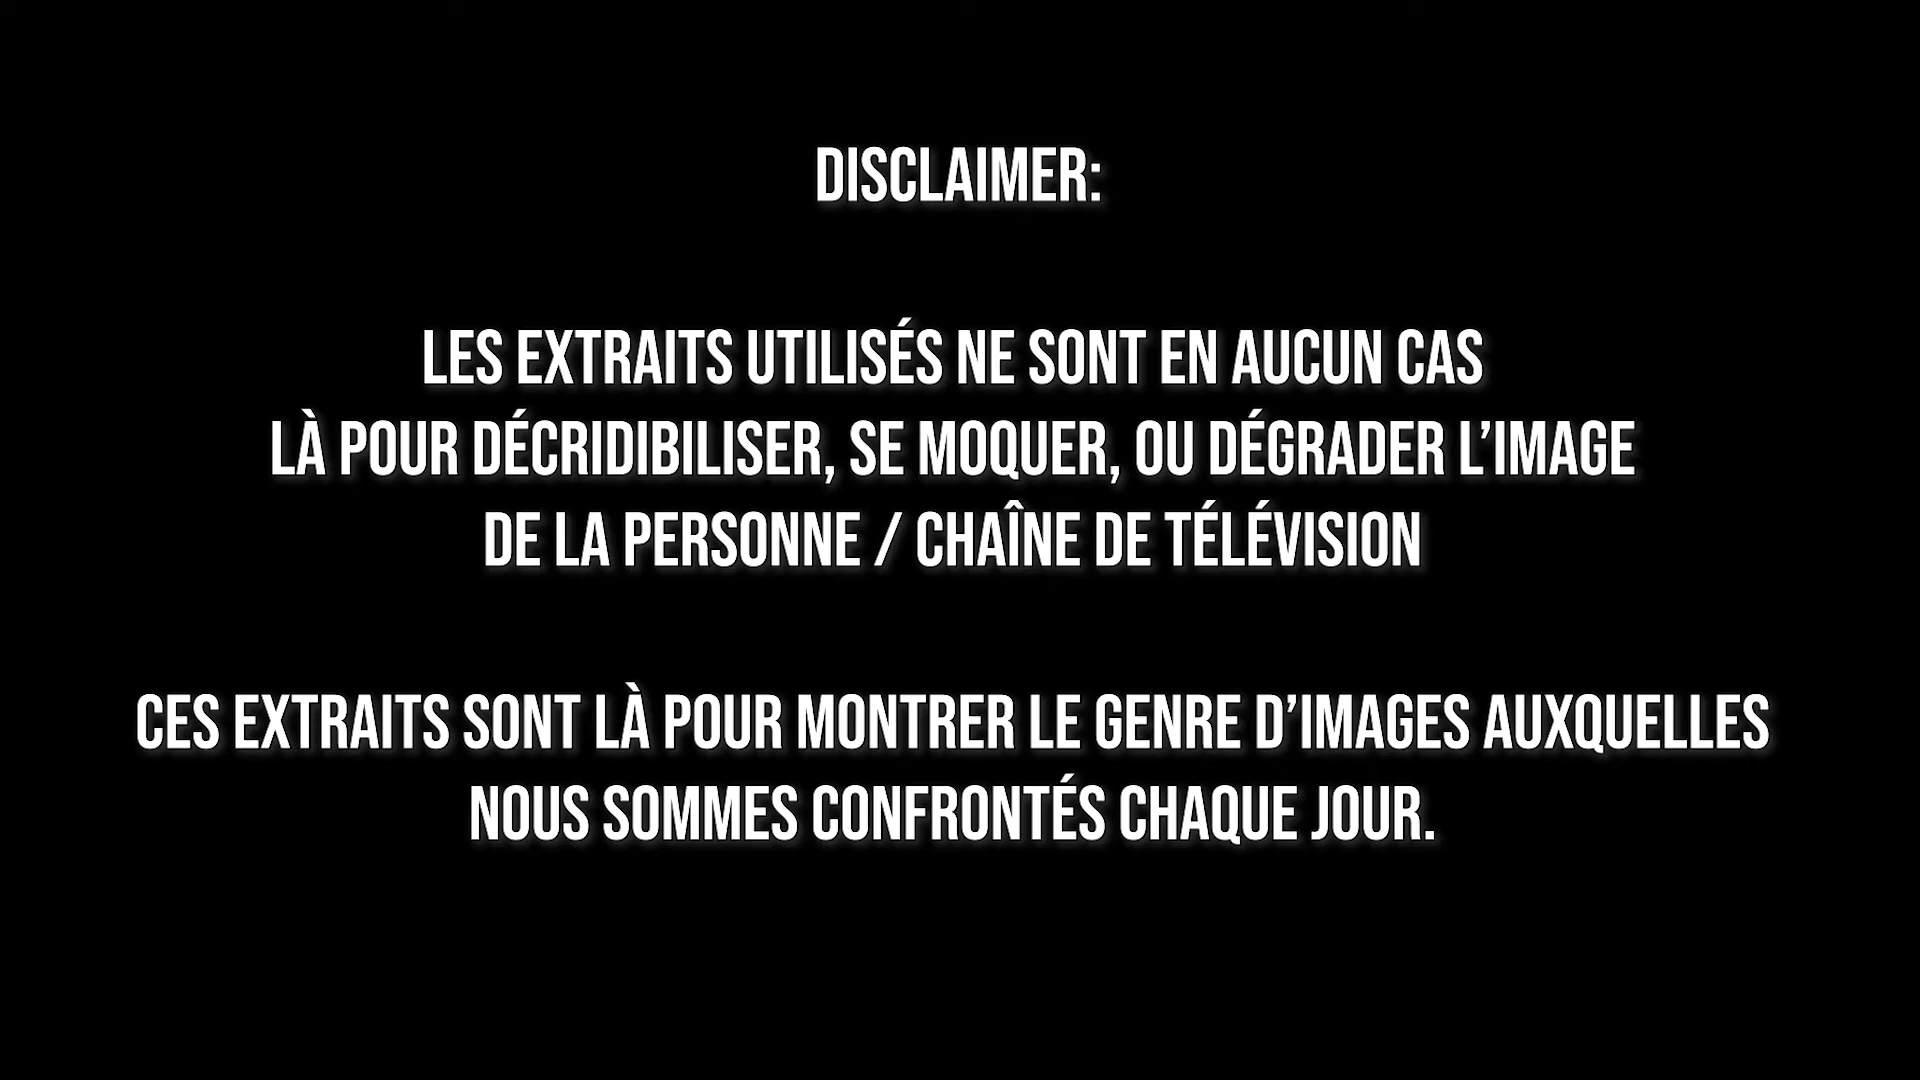 DISCLAIMER:
LES EXTRAITS UTILISÉS NE SONT EN AUCUN CAS
LÀ POUR DÉCRIDIBILISER, SE MOQUER, OU DÉGRADER L’IMAGE
DE LA PERSONNE / CHAÎNE DE TÉLÉVISION
CES EXTRAITS SONT LÀ POUR MONTRER LE GENRE D’IMAGES AUXQUELLES
NOUS SOMMES CONFRONTÉS CHAQUE JOUR.